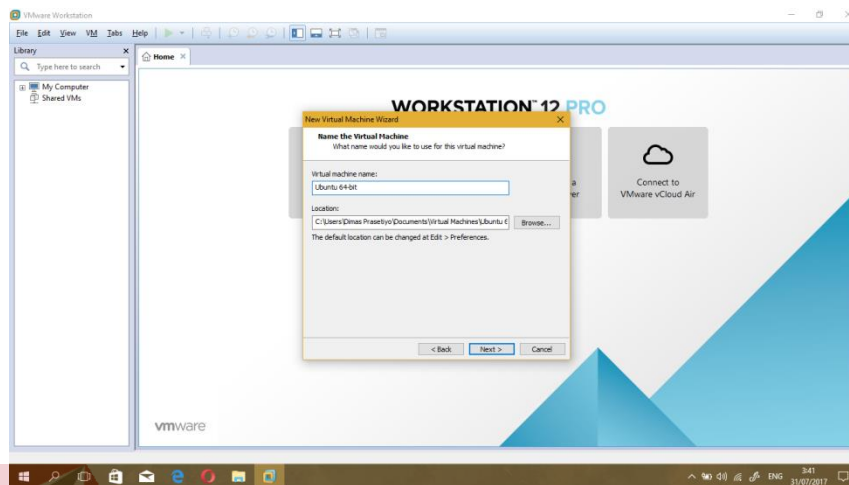 VMware Workstation
File Edit View VM Tabs Help
Library
Home
Type here to search
My Computer
Shared VMs
WORKSTATION™ 12 PRO
New Virtual Machine Wizard
Name the Virtual Machine
What name would you like to use for this virtual machine?
Virtual machine name:
Ubuntu 64-bit
Location:
C:\Users\Dimas Prasetiyo\Documents\Virtual Machines\Ubuntu 6
Browse...
The default location can be changed at Edit > Preferences.
< Back Next > Cancel
a
Connect to
VMware vCloud Air
vmware
ENG
3:41
31/07/2017